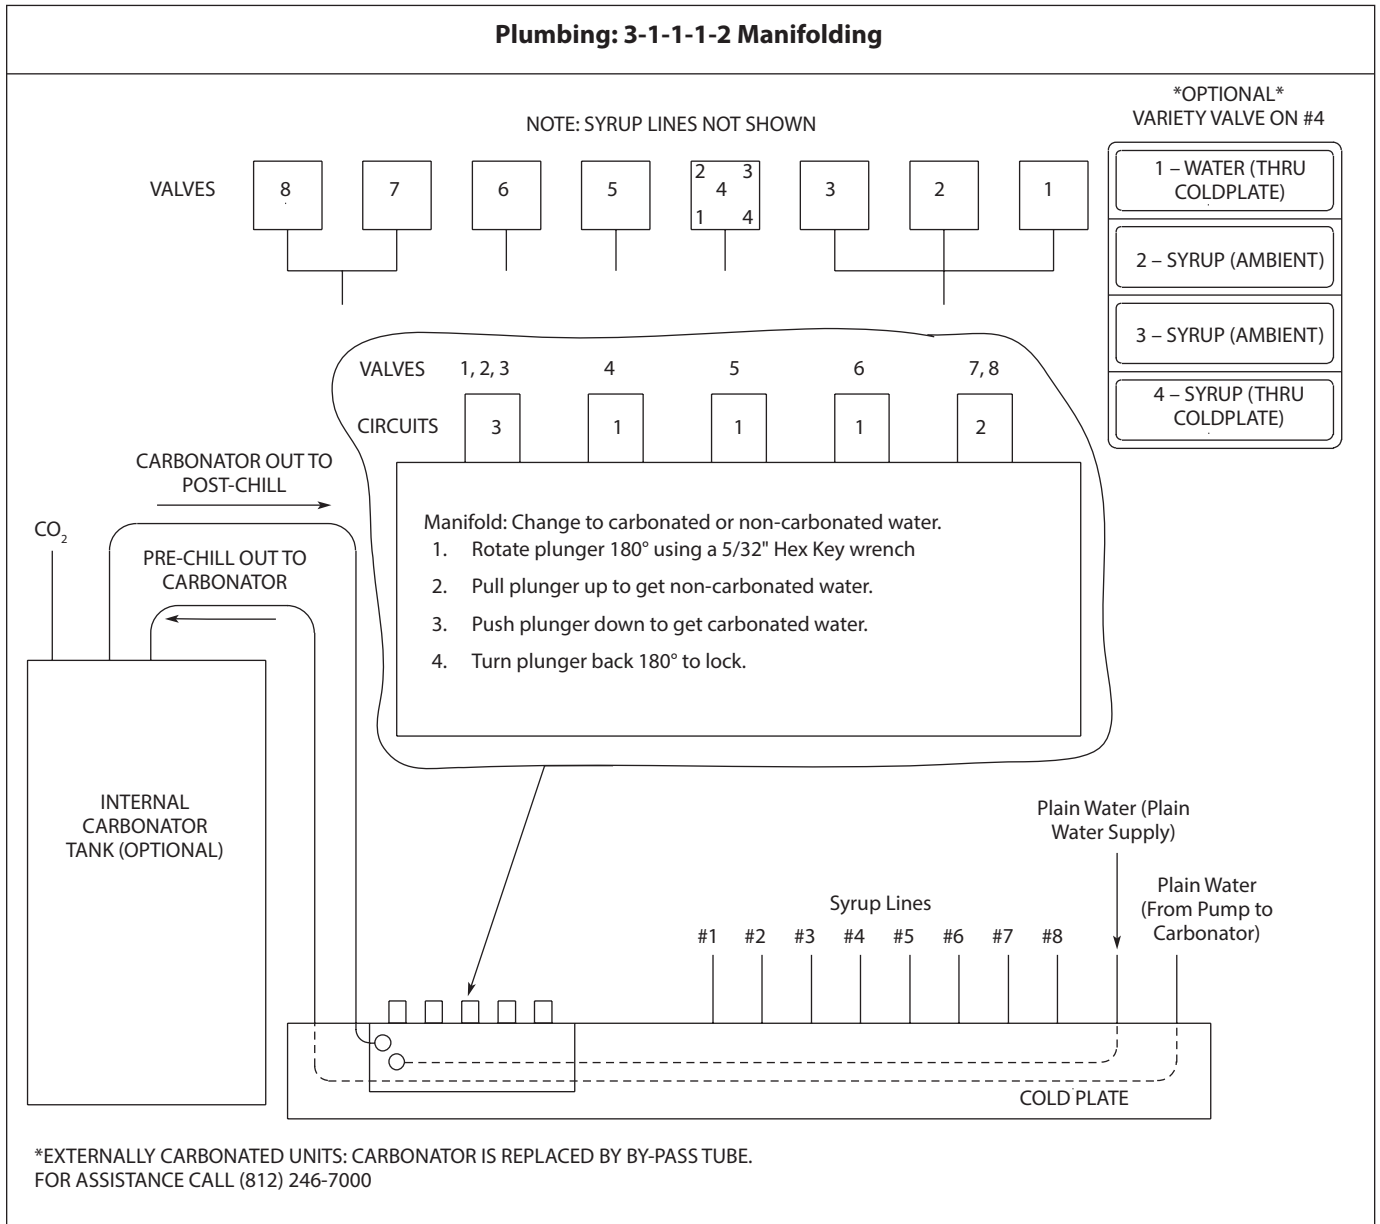 Plumbing: 3-1-1-1-2 Manifolding
*OPTIONAL*
VARIETY VALVE ON #4
NOTE: SYRUP LINES NOT SHOWN
1 – WATER (THRU
COLDPLATE)
2 – SYRUP (AMBIENT)
3 – SYRUP (AMBIENT)
4 – SYRUP (THRU
COLDPLATE)
VALVES 8 7 6 5 2 3 4 1 4 3 2 1
VALVES 1, 2, 3 4 5 6 7, 8
CIRCUITS 3 1 1 1 2
CARBONATOR OUT TO
POST-CHILL
CO2
PRE-CHILL OUT TO
CARBONATOR
Manifold: Change to carbonated or non-carbonated water.
1. Rotate plunger 180° using a 5/32" Hex Key wrench
2. Pull plunger up to get non-carbonated water.
3. Push plunger down to get carbonated water.
4. Turn plunger back 180° to lock.
INTERNAL
CARBONATOR
TANK (OPTIONAL)
Plain Water (Plain
Water Supply)
Plain Water
(From Pump to
Carbonator)
Syrup Lines
#1 #2 #3 #4 #5 #6 #7 #8
COLD PLATE
*EXTERNALLY CARBONATED UNITS: CARBONATOR IS REPLACED BY BY-PASS TUBE.
FOR ASSISTANCE CALL (812) 246-7000